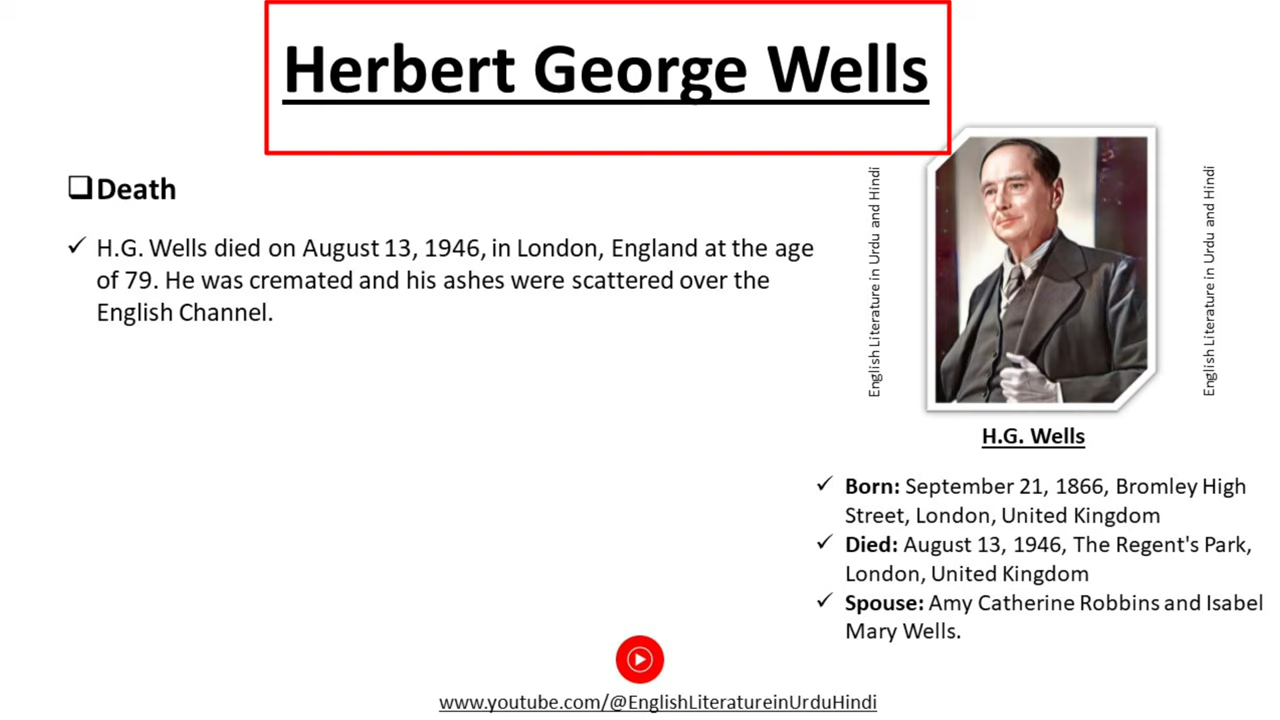 Herbert George Wells
Death
H.G. Wells died on August 13, 1946, in London, England at the age
of 79. He was cremated and his ashes were scattered over the
English Channel.
English Literature in Urdu and Hindi
English Literature in Urdu and Hindi
H.G. Wells
Born: September 21, 1866, Bromley High
Street, London, United Kingdom
Died: August 13, 1946, The Regent's Park,
London, United Kingdom
Spouse: Amy Catherine Robbins and Isabel
Mary Wells.
www.youtube.com/@EnglishLiteratureinUrduHindi